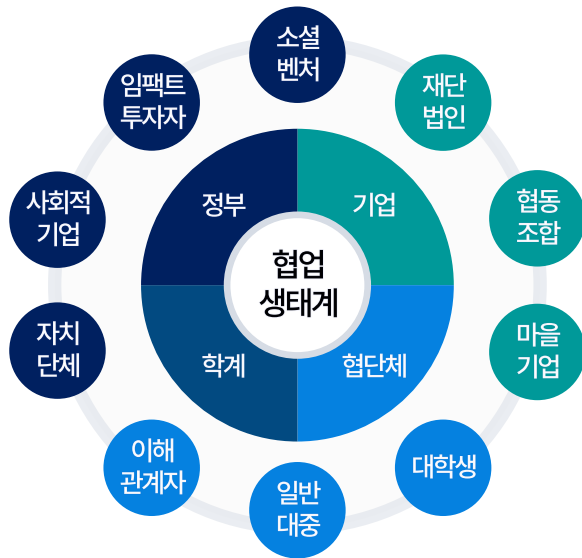 소셜
벤처
임팩트
투자자
재단
법인
사회적
기업
정부
기업
협동
조합
협업
생태계
자치
단체
학계
협단체
마을
기업
이해
관계자
일반
대중
대학생